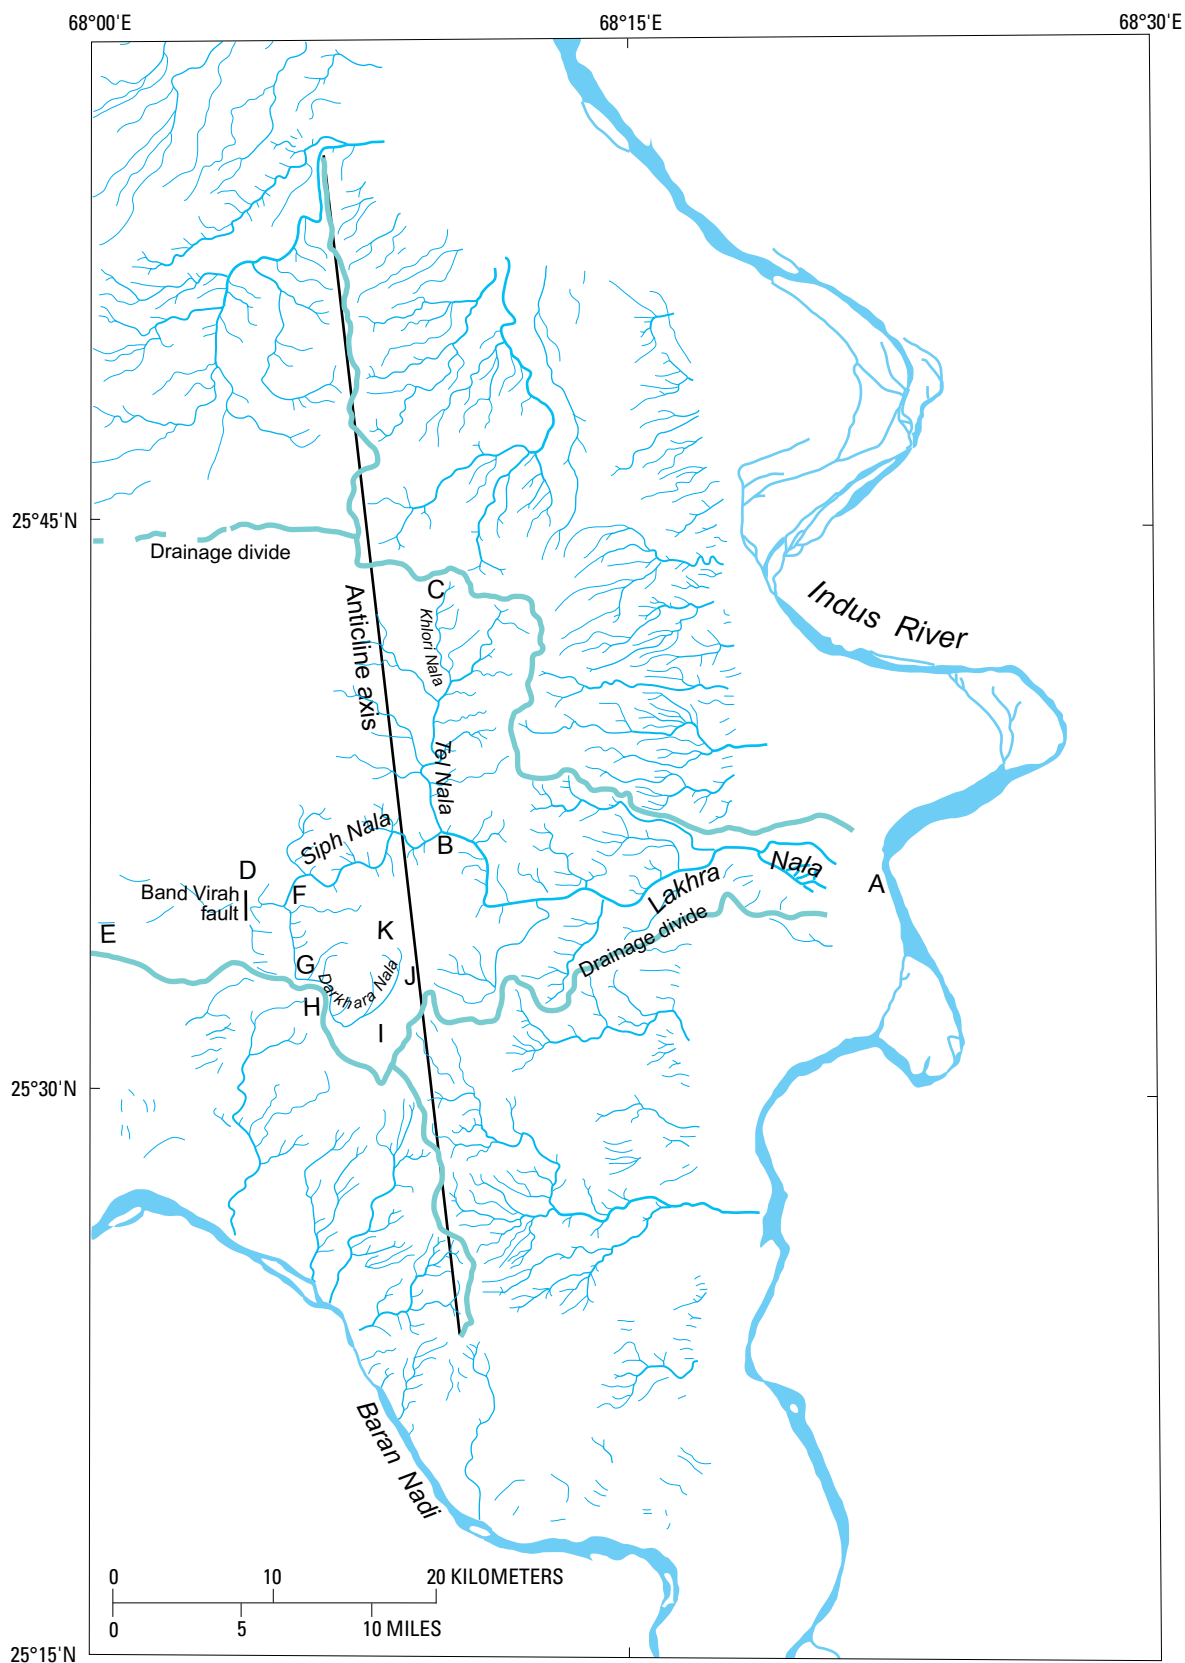 68°00'E
68°15'E
68°30'E
25°45'N
Drainage divide
C
Khlori Nala
Indus River
Anticline axis
Tel Nala
Siph Nala
B
Nala
Lakhra
A
D
Band Virah
fault
F
E
K
Drainage divide
G
Darkhara Nala
J
H
I
25°30'N
Baran Nadi
0 10 20 KILOMETERS
0 5 10 MILES
25°15'N